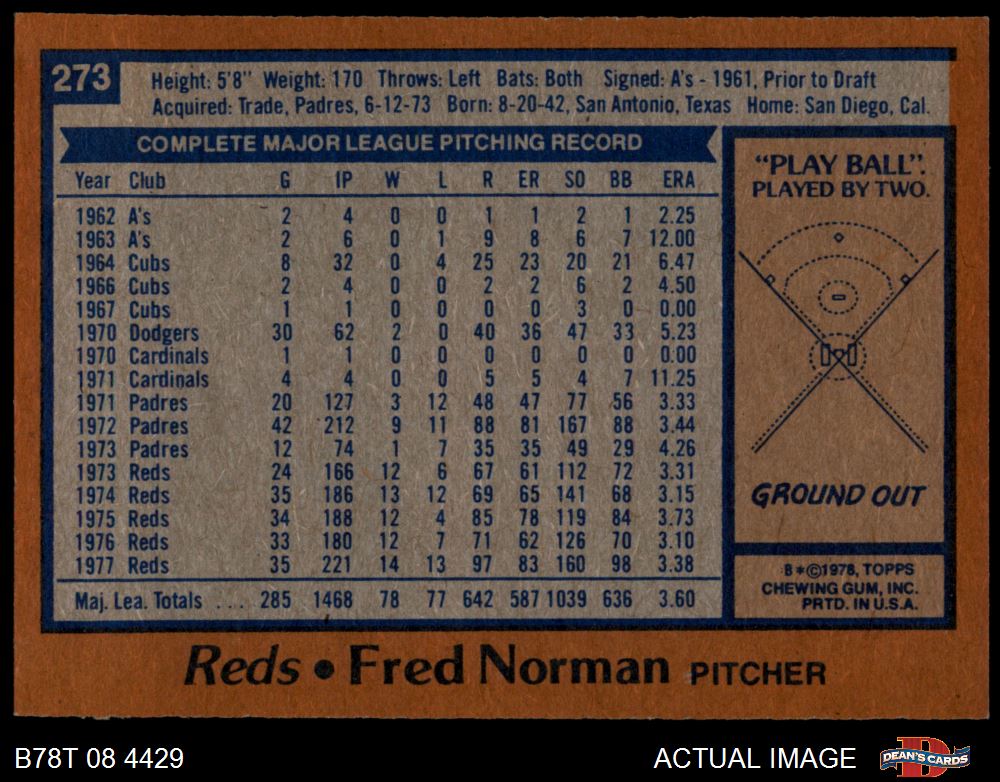 273
Height: 5'8" Weight: 170 Throws: Left Bats: Both Signed: A's - 1961, Prior to Draft
Acquired: Trade, Padres, 6-12-73 Born: 8-20-42, San Antonio, Texas Home: San Diego, Cal.
COMPLETE MAJOR LEAGUE PITCHING RECORD
Year Club G IP W L R ER SO BB ERA
1962 A's 2 4 0 0 1 1 2 1 2.25
1963 A's 2 6 0 1 9 8 6 7 12.00
1964 Cubs 8 32 0 4 25 23 20 21 6.47
1966 Cubs 2 4 0 0 2 2 6 2 4.50
1967 Cubs 1 1 0 0 0 0 3 0 0.00
1970 Dodgers 30 62 2 0 40 36 47 33 5.23
1970 Cardinals 1 1 0 0 0 0 0 0 0.00
1971 Cardinals 4 4 0 0 5 5 4 7 11.25
1971 Padres 20 127 3 12 48 47 77 56 3.33
1972 Padres 42 212 9 11 88 81 167 88 3.44
1973 Padres 12 74 1 7 35 35 49 29 4.26
1973 Reds 24 166 12 6 67 61 112 72 3.31
1974 Reds 35 186 13 12 69 65 141 68 3.15
1975 Reds 34 188 12 4 85 78 119 84 3.73
1976 Reds 33 180 12 7 71 62 126 70 3.10
1977 Reds 35 221 14 13 97 83 160 98 3.38
Maj. Lea. Totals ... 285 1468 78 77 642 587 1039 636 3.60
"PLAY BALL".
PLAYED BY TWO.
GROUND OUT
B*©1978, TOPPS
CHEWING GUM, INC.
PRTD. IN U.S.A.
Reds • Fred Norman PITCHER
B78T 08 4429
ACTUAL IMAGE
DEAN'S CARDS